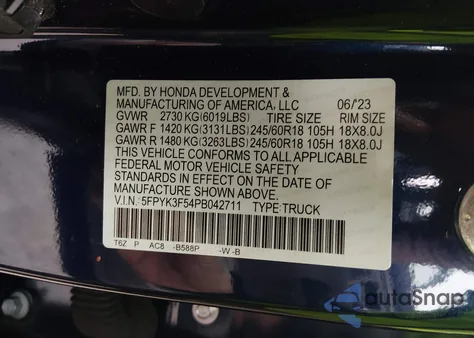 MFD. BY HONDA DEVELOPMENT &
MANUFACTURING OF AMERICA, LLC 06/'23
GVWR 2730 KG(6019LBS) TIRE SIZE RIM SIZE
GAWR F 1420 KG(3131LBS) 245/60R18 105H 18X8.0J
GAWR R 1480 KG(3263LBS) 245/60R18 105H 18X8.0J
THIS VEHICLE CONFORMS TO ALL APPLICABLE
FEDERAL MOTOR VEHICLE SAFETY
STANDARDS IN EFFECT ON THE DATE OF
MANUFACTURE SHOWN ABOVE.
V.I.N.: 5FPYK3F54PB042711 TYPE:TRUCK
T6Z P AC8 -B588P -W-B
autoSnap